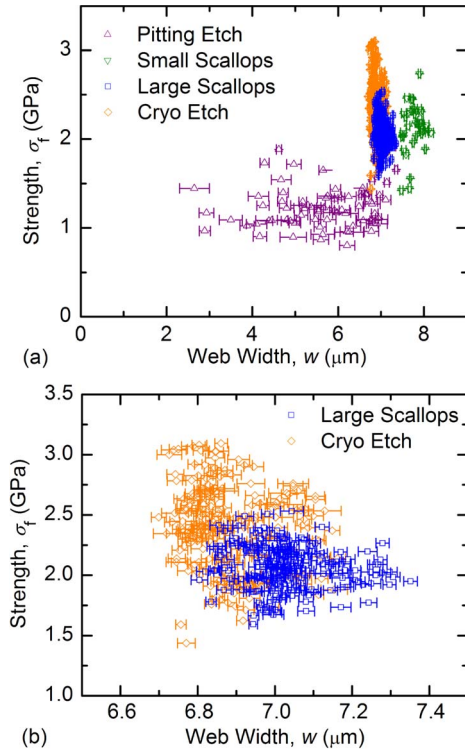 3
2
1
0
Strength, σf (GPa)
Pitting Etch
Small Scallops
Large Scallops
Cryo Etch
0 2 4 6 8
(a) Web Width, w (μm)
3.5
3.0
2.5
2.0
1.5
1.0
Strength, σf (GPa)
Large Scallops
Cryo Etch
6.6 6.8 7.0 7.2 7.4
(b) Web Width, w (μm)